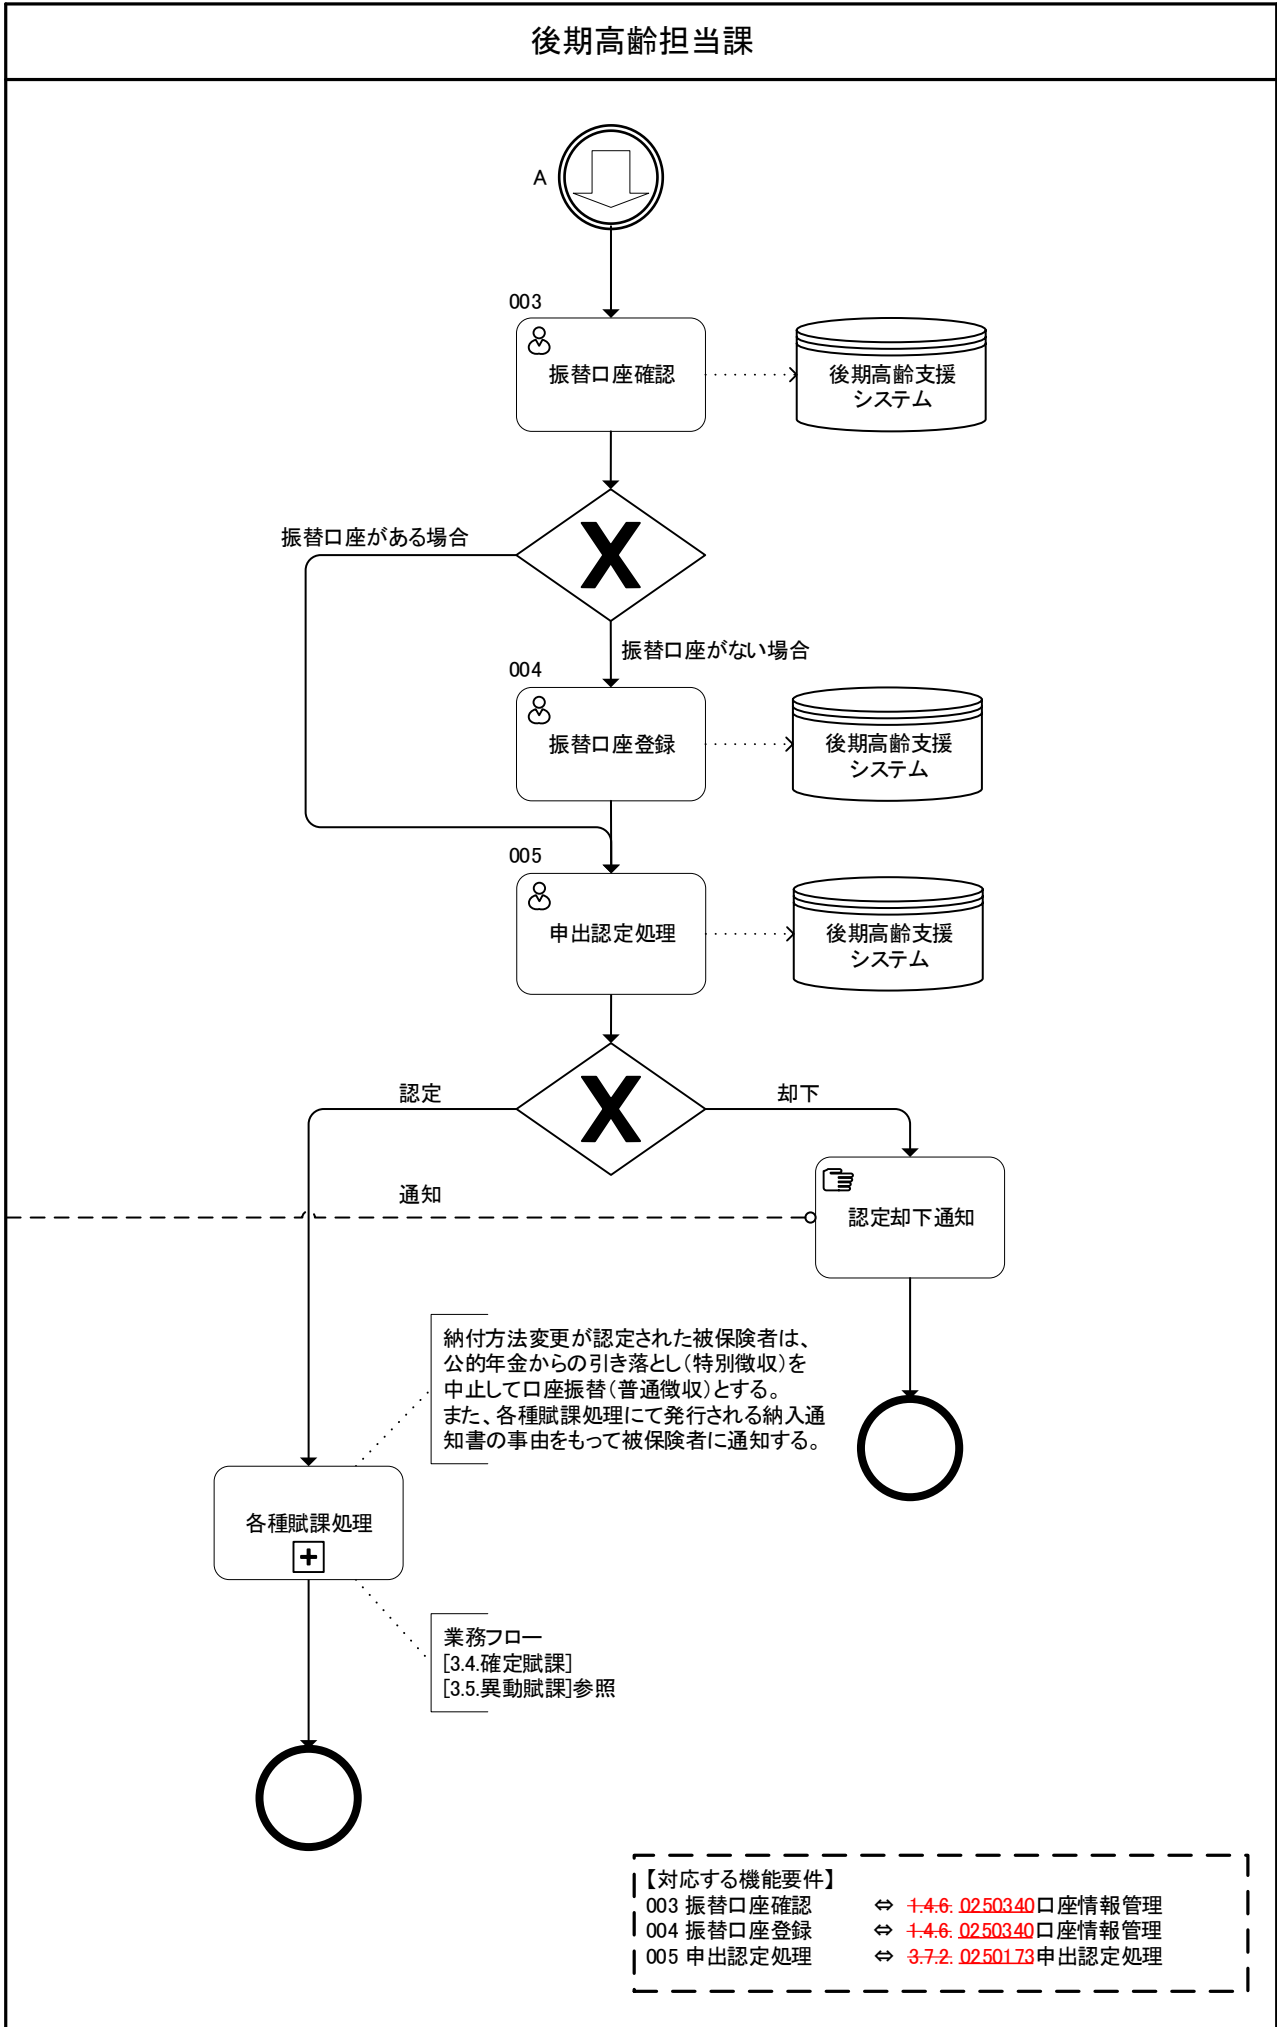 後期高齢担当課
A
003
振替口座確認
後期高齢支援
システム
振替口座がある場合
振替口座がない場合
004
振替口座登録
後期高齢支援
システム
005
申出認定処理
後期高齢支援
システム
認定
却下
通知
認定却下通知
納付方法変更が認定された被保険者は、
公的年金からの引き落とし(特別徴収)を
中止して口座振替(普通徴収)とする。
また、各種賦課処理にて発行される納入通
知書の事由をもって被保険者に通知する。
各種賦課処理
業務フロー
[3.4.確定賦課]
[3.5.異動賦課]参照
【対応する機能要件】
003 振替口座確認 ⇔ 1.4.6. 0250340口座情報管理
004 振替口座登録 ⇔ 1.4.6. 0250340口座情報管理
005 申出認定処理 ⇔ 3.7.2. 0250173申出認定処理